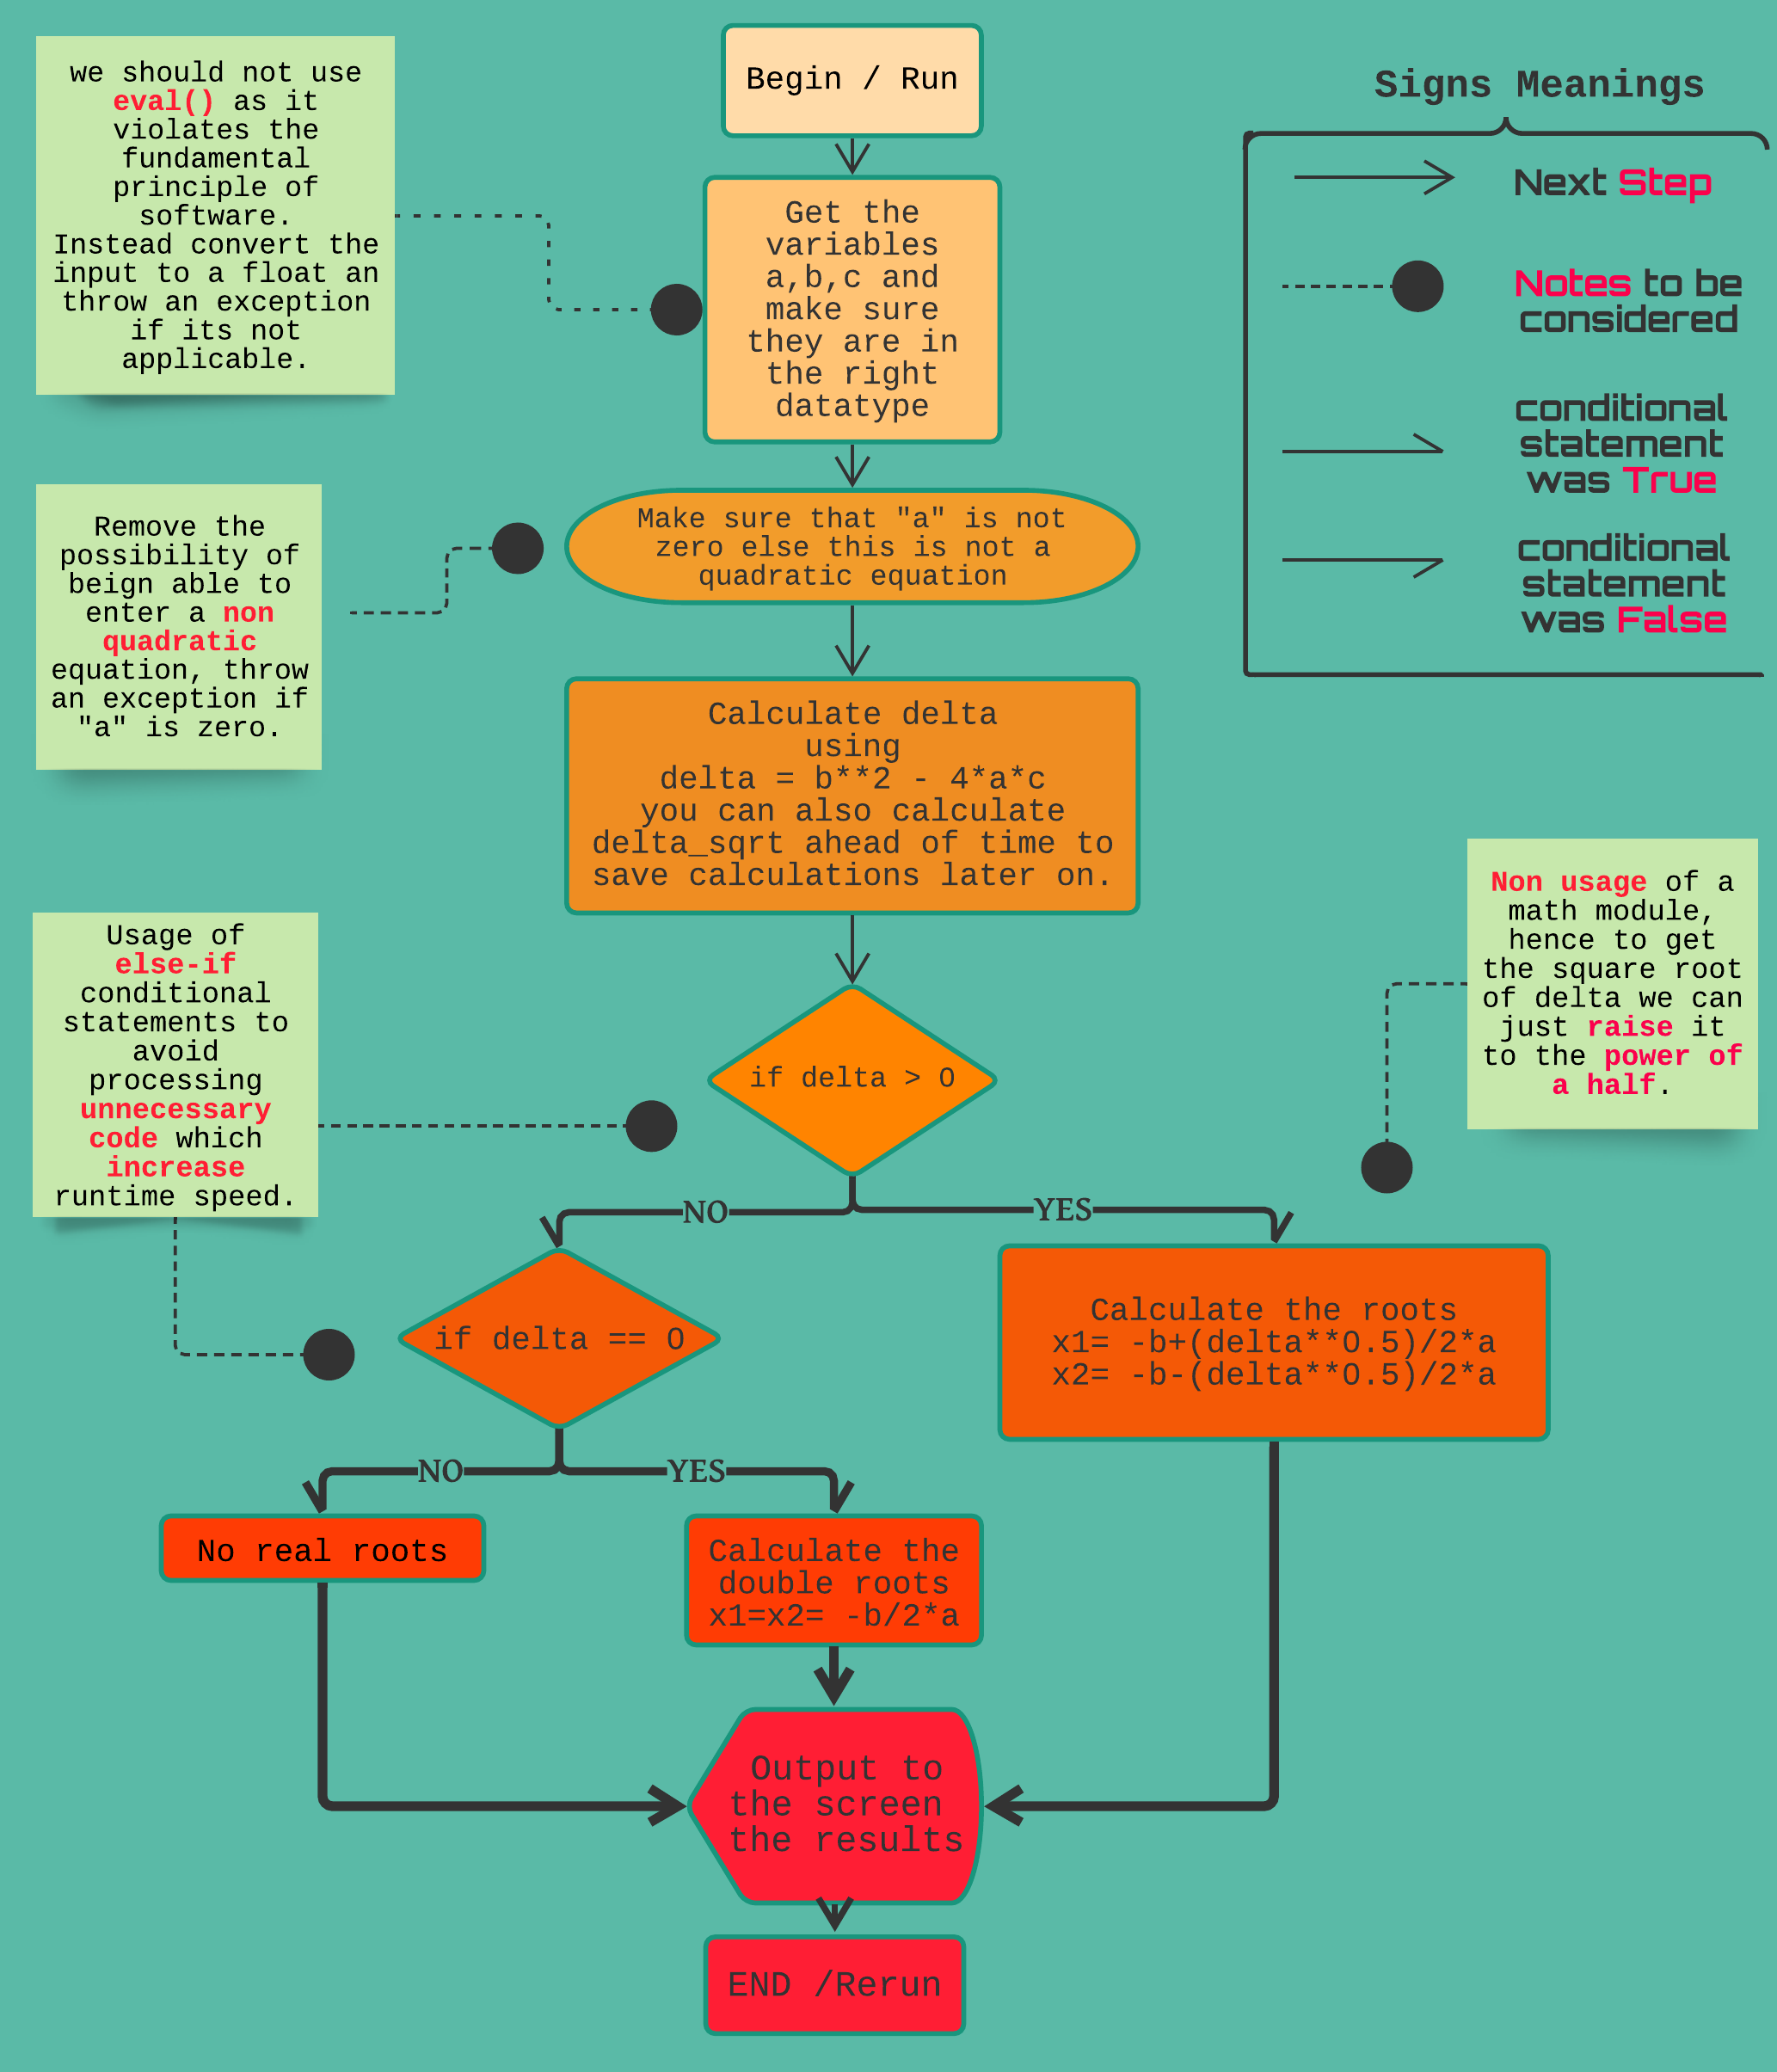 we should not use
eval() as it
violates the
fundamental
principle of
software.
Instead convert the
input to a float an
throw an exception
if its not
applicable.
Begin / Run
Signs Meanings
Next Step
Notes to be
considered
conditional
statement
was True
conditional
statement
was False
Get the
variables
a,b,c and
make sure
they are in
the right
datatype
Remove the
possibility of
beign able to
enter a non
quadratic
equation, throw
an exception if
"a" is zero.
Make sure that "a" is not
zero else this is not a
quadratic equation
Calculate delta
using
delta = b**2 - 4*a*c
you can also calculate
delta_sqrt ahead of time to
save calculations later on.
Usage of
else-if
conditional
statements to
avoid
processing
unnecessary
code which
increase
runtime speed.
Non usage of a
math module,
hence to get
the square root
of delta we can
just raise it
to the power of
a half.
if delta > 0
NO
YES
if delta == 0
Calculate the roots
x1= -b+(delta**0.5)/2*a
x2= -b-(delta**0.5)/2*a
NO
YES
No real roots
Calculate the
double roots
x1=x2= -b/2*a
Output to
the screen
the results
END /Rerun